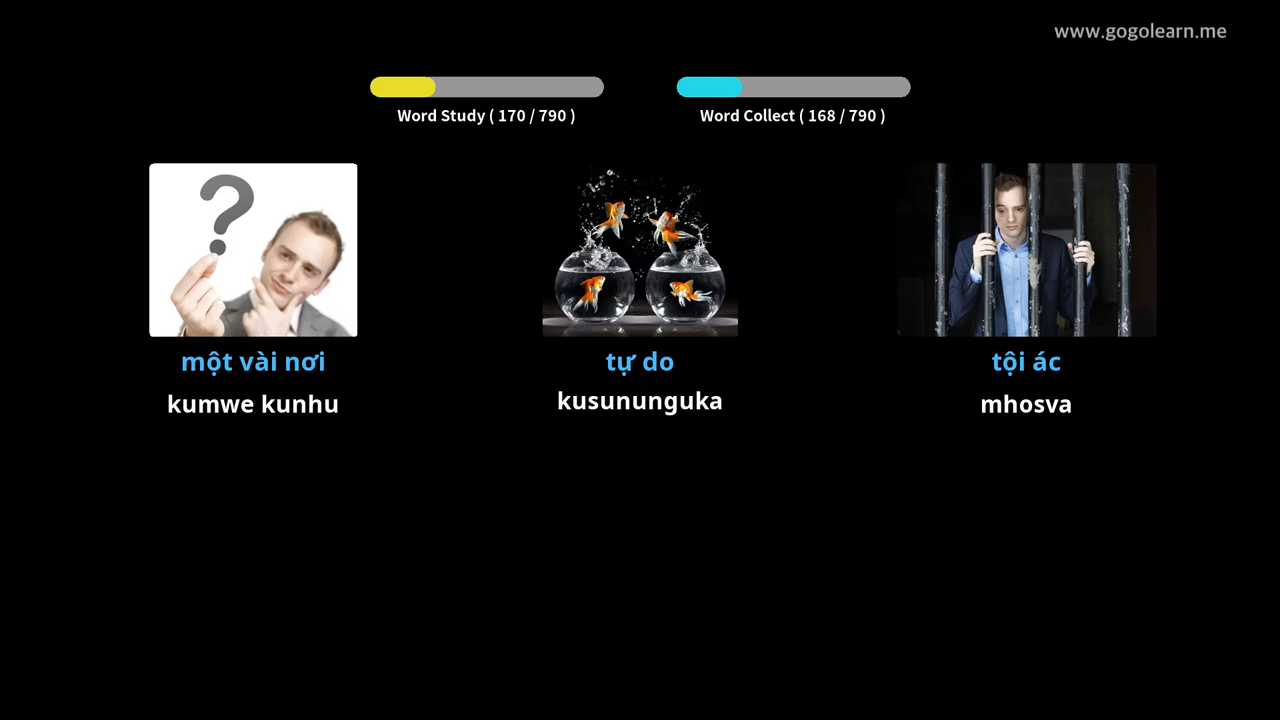 www.gogolearn.me
Word Study ( 170 / 790 )
Word Collect ( 168 / 790 )
một vài nơi
tự do
tội ác
kumwe kunhu
kusununguka
mhosva